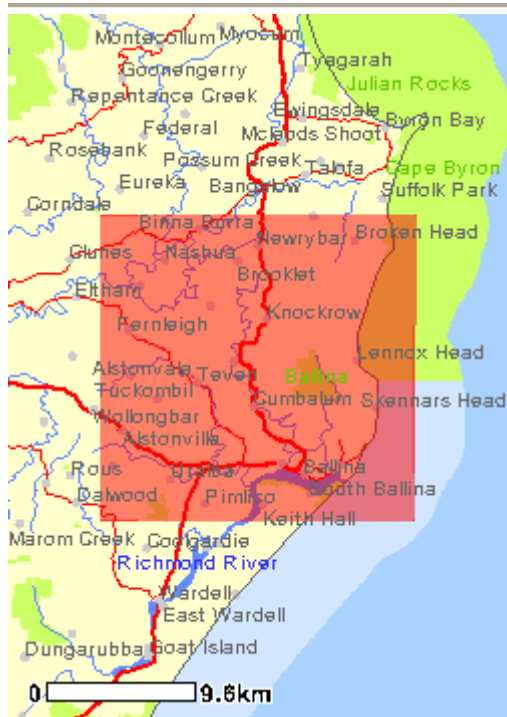 Montecollum
Myocum
Tyagarah
Goonengerry
Julian Rocks
Repentance Creek
Ewingsdale
Byron Bay
Federal
Mcleods Shoot
Rosebank
Possum Creek
Talofa
Cape Byron
Eureka
Bangalow
Suffolk Park
Corndale
Binna Burra
Broken Head
Newrybar
Clunes
Nashua
Brooklet
Eltham
Knockrow
Fernleigh
Lennox Head
Alstonvale
Teven
Ballina
Tuckombil
Cumbalum
Skennars Head
Wollongbar
Alstonville
Rous
Uralba
Ballina
Dalwood
Pimlico
South Ballina
Keith Hall
Marom Creek
Coolgardie
Richmond River
Wardell
East Wardell
Dungarubba
Goat Island
0
9.6km